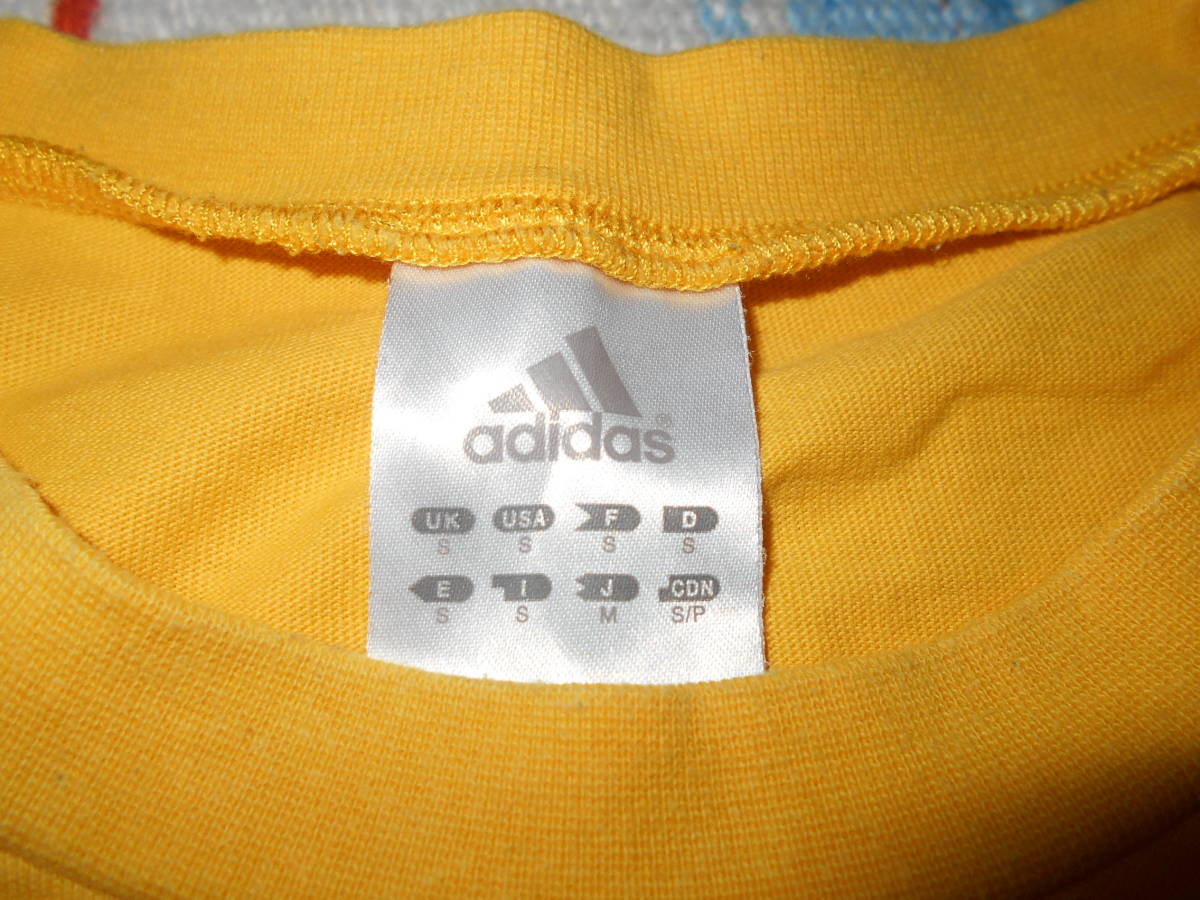 adidas®
UK USA F D
S S S S
E I J CDN
S S M S/P